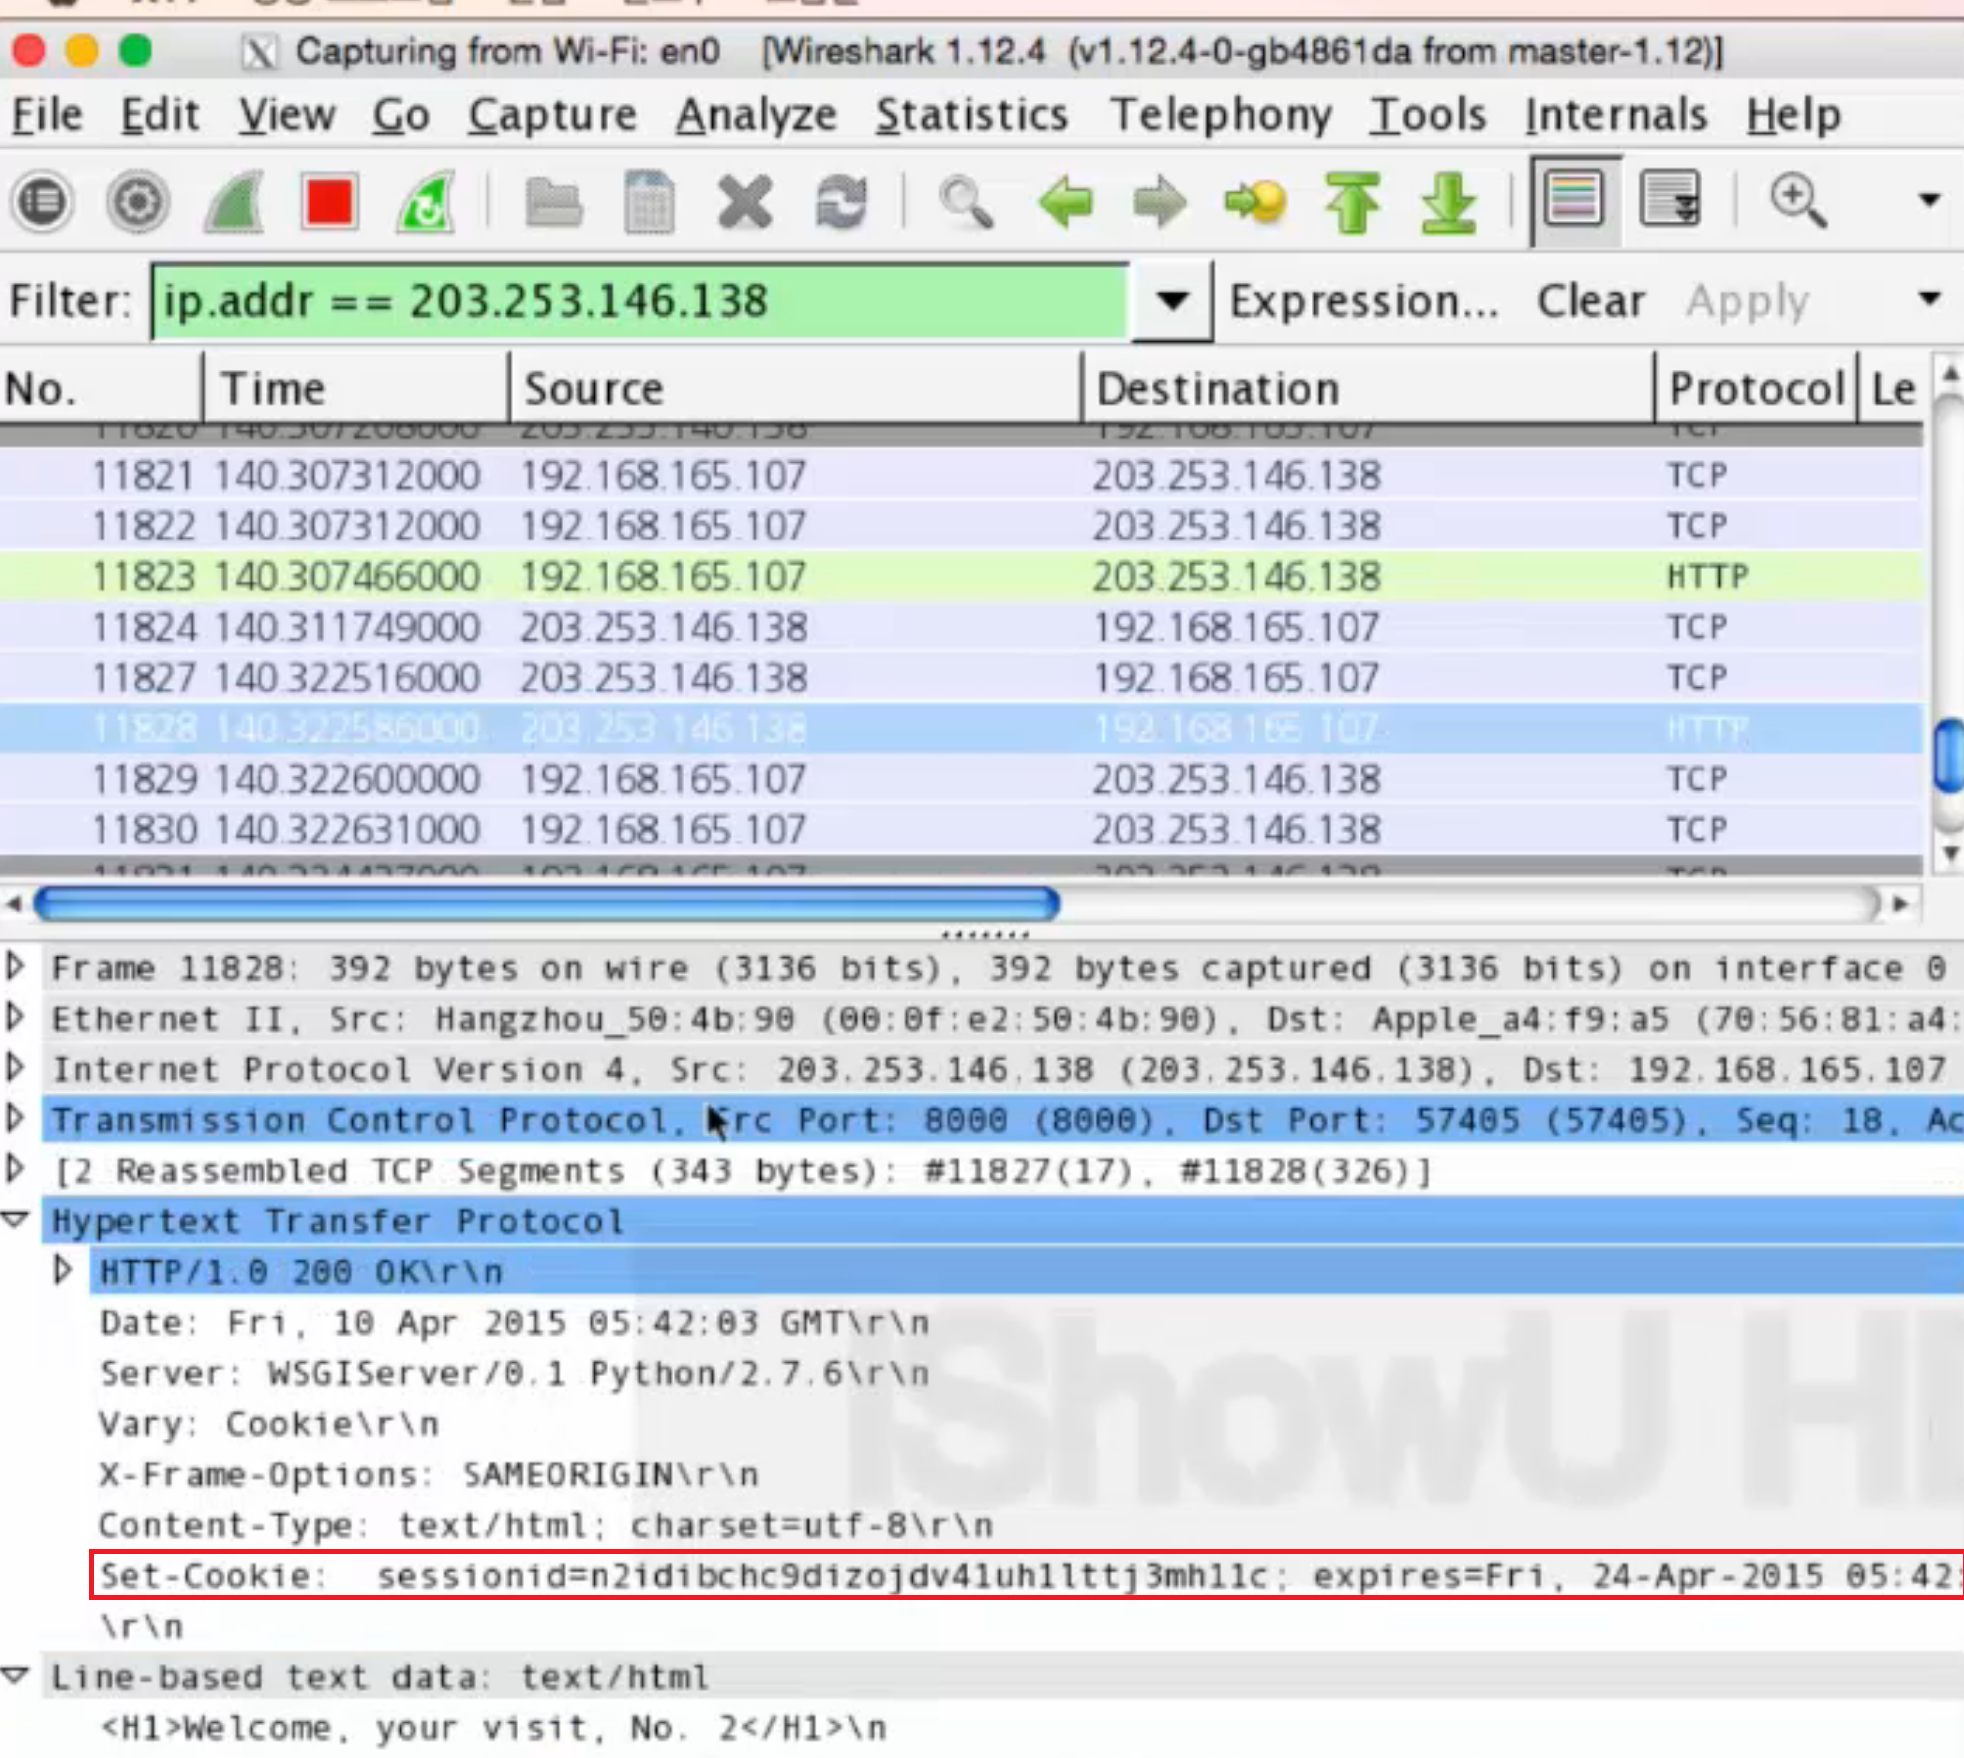 Capturing from Wi-Fi: en0 [Wireshark 1.12.4 (v1.12.4-0-gb4861da from master-1.12)]
File Edit View Go Capture Analyze Statistics Telephony Tools Internals Help
Filter: ip.addr == 203.253.146.138 Expression... Clear Apply
No. Time Source Destination Protocol Le
11820 140.307208000 203.253.146.138 192.168.165.107 TCP
11821 140.307312000 192.168.165.107 203.253.146.138 TCP
11822 140.307312000 192.168.165.107 203.253.146.138 TCP
11823 140.307466000 192.168.165.107 203.253.146.138 HTTP
11824 140.311749000 203.253.146.138 192.168.165.107 TCP
11827 140.322516000 203.253.146.138 192.168.165.107 TCP
11828 140.322586000 203.253.146.138 192.168.165.107 HTTP
11829 140.322600000 192.168.165.107 203.253.146.138 TCP
11830 140.322631000 192.168.165.107 203.253.146.138 TCP
Frame 11828: 392 bytes on wire (3136 bits), 392 bytes captured (3136 bits) on interface 0
Ethernet II, Src: Hangzhou_50:4b:90 (00:0f:e2:50:4b:90), Dst: Apple_a4:f9:a5 (70:56:81:a4:
Internet Protocol Version 4, Src: 203.253.146.138 (203.253.146.138), Dst: 192.168.165.107
Transmission Control Protocol, Src Port: 8000 (8000), Dst Port: 57405 (57405), Seq: 18, Ac
[2 Reassembled TCP Segments (343 bytes): #11827(17), #11828(326)]
Hypertext Transfer Protocol
HTTP/1.0 200 OK\r\n
Date: Fri, 10 Apr 2015 05:42:03 GMT\r\n
Server: WSGIServer/0.1 Python/2.7.6\r\n
Vary: Cookie\r\n
X-Frame-Options: SAMEORIGIN\r\n
Content-Type: text/html; charset=utf-8\r\n
Set-Cookie: sessionid=n2idibchc9dizojdv41uh1lttj3mh11c; expires=Fri, 24-Apr-2015 05:42:
\r\n
Line-based text data: text/html
<H1>Welcome, your visit, No. 2</H1>\n
iShowU H